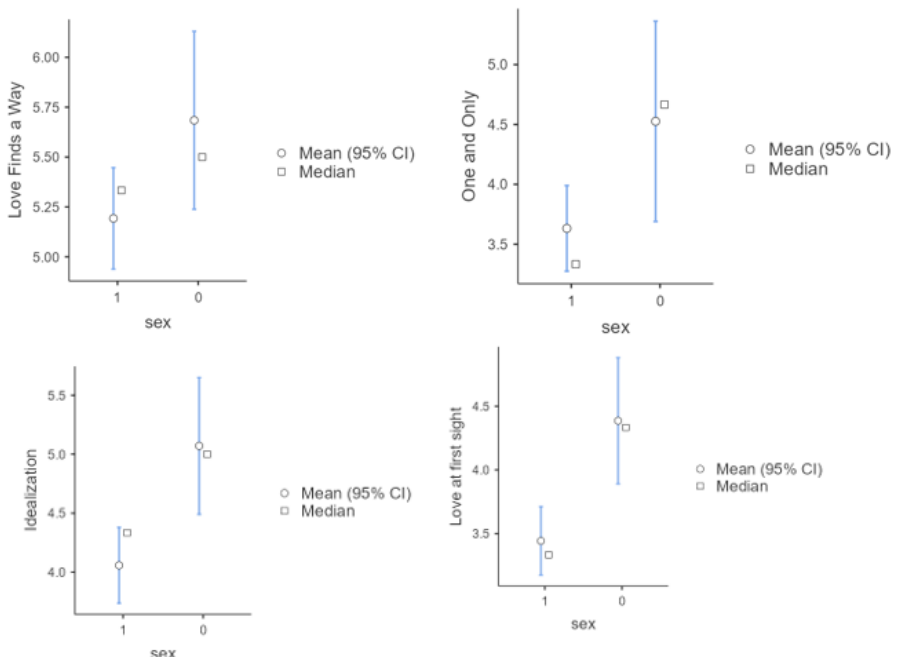 Love Finds a Way
6.00
5.75
5.50
5.25
5.00
1
0
sex
Mean (95% CI)
Median
One and Only
5.0
4.5
4.0
3.5
1
0
sex
Mean (95% CI)
Median
Idealization
5.5
5.0
4.5
4.0
1
0
sex
Mean (95% CI)
Median
Love at first sight
4.5
4.0
3.5
1
0
sex
Mean (95% CI)
Median